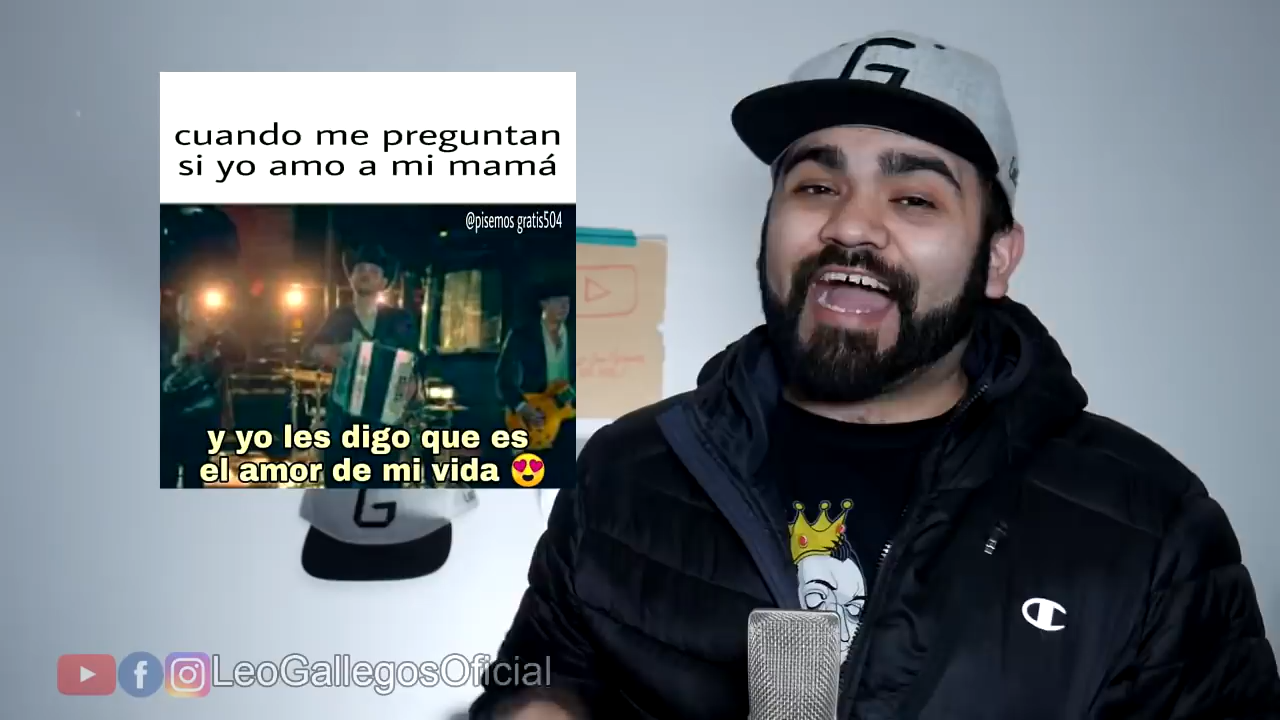 cuando me preguntan
si yo amo a mi mamá
@pisemos gratis504
y yo les digo que es
el amor de mi vida 😍
G
G
LeoGallegosOficial